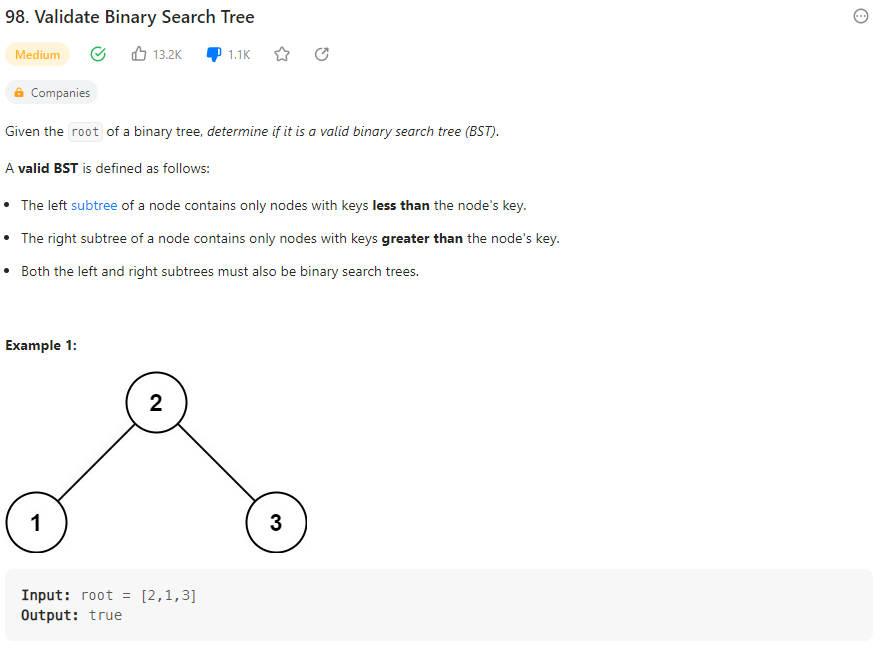 98. Validate Binary Search Tree
Medium 13.2K 1.1K
Companies
Given the root of a binary tree, determine if it is a valid binary search tree (BST).
A valid BST is defined as follows:
• The left subtree of a node contains only nodes with keys less than the node's key.
• The right subtree of a node contains only nodes with keys greater than the node's key.
• Both the left and right subtrees must also be binary search trees.
Example 1:
2
1 3
Input: root = [2,1,3]
Output: true